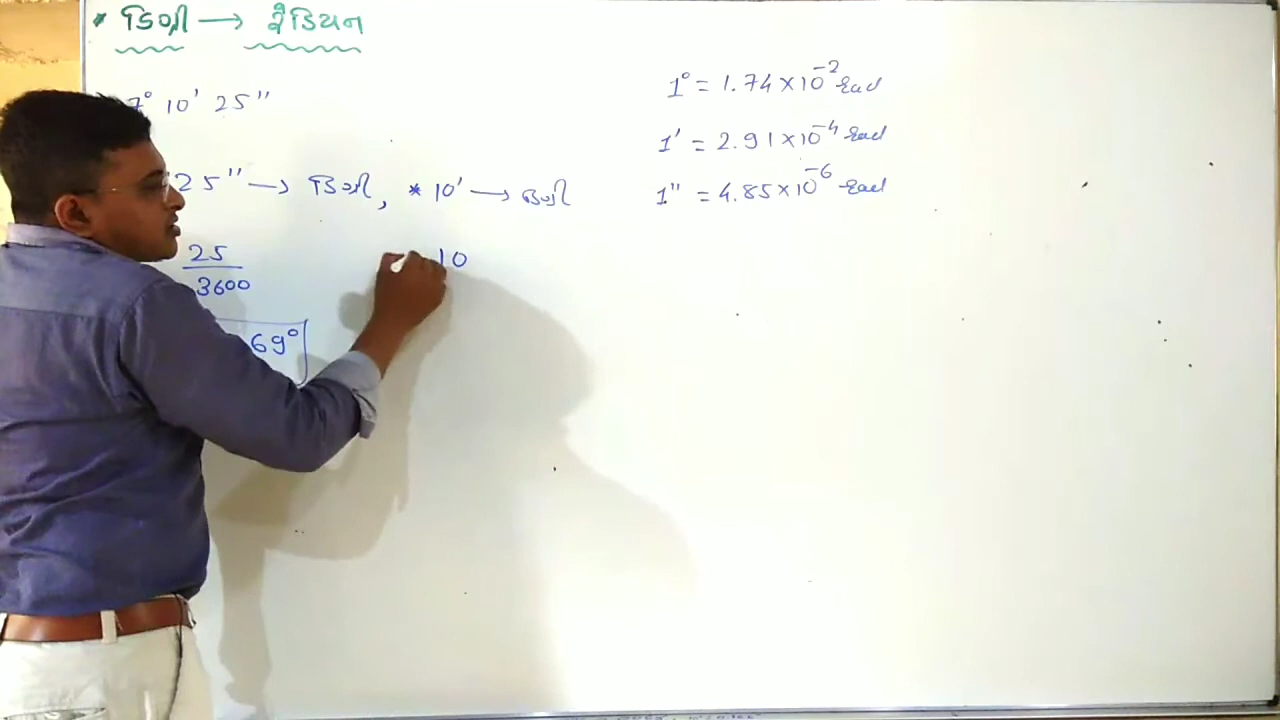 * ડિગ્રી → રેડિયન
7° 10' 25"
25" → ડિગ્રી, * 10' → ડિગ્રી
25
3600
69°
10
1° = 1.74 × 10⁻² rad
1' = 2.91 × 10⁻⁴ rad
1" = 4.85 × 10⁻⁶ rad